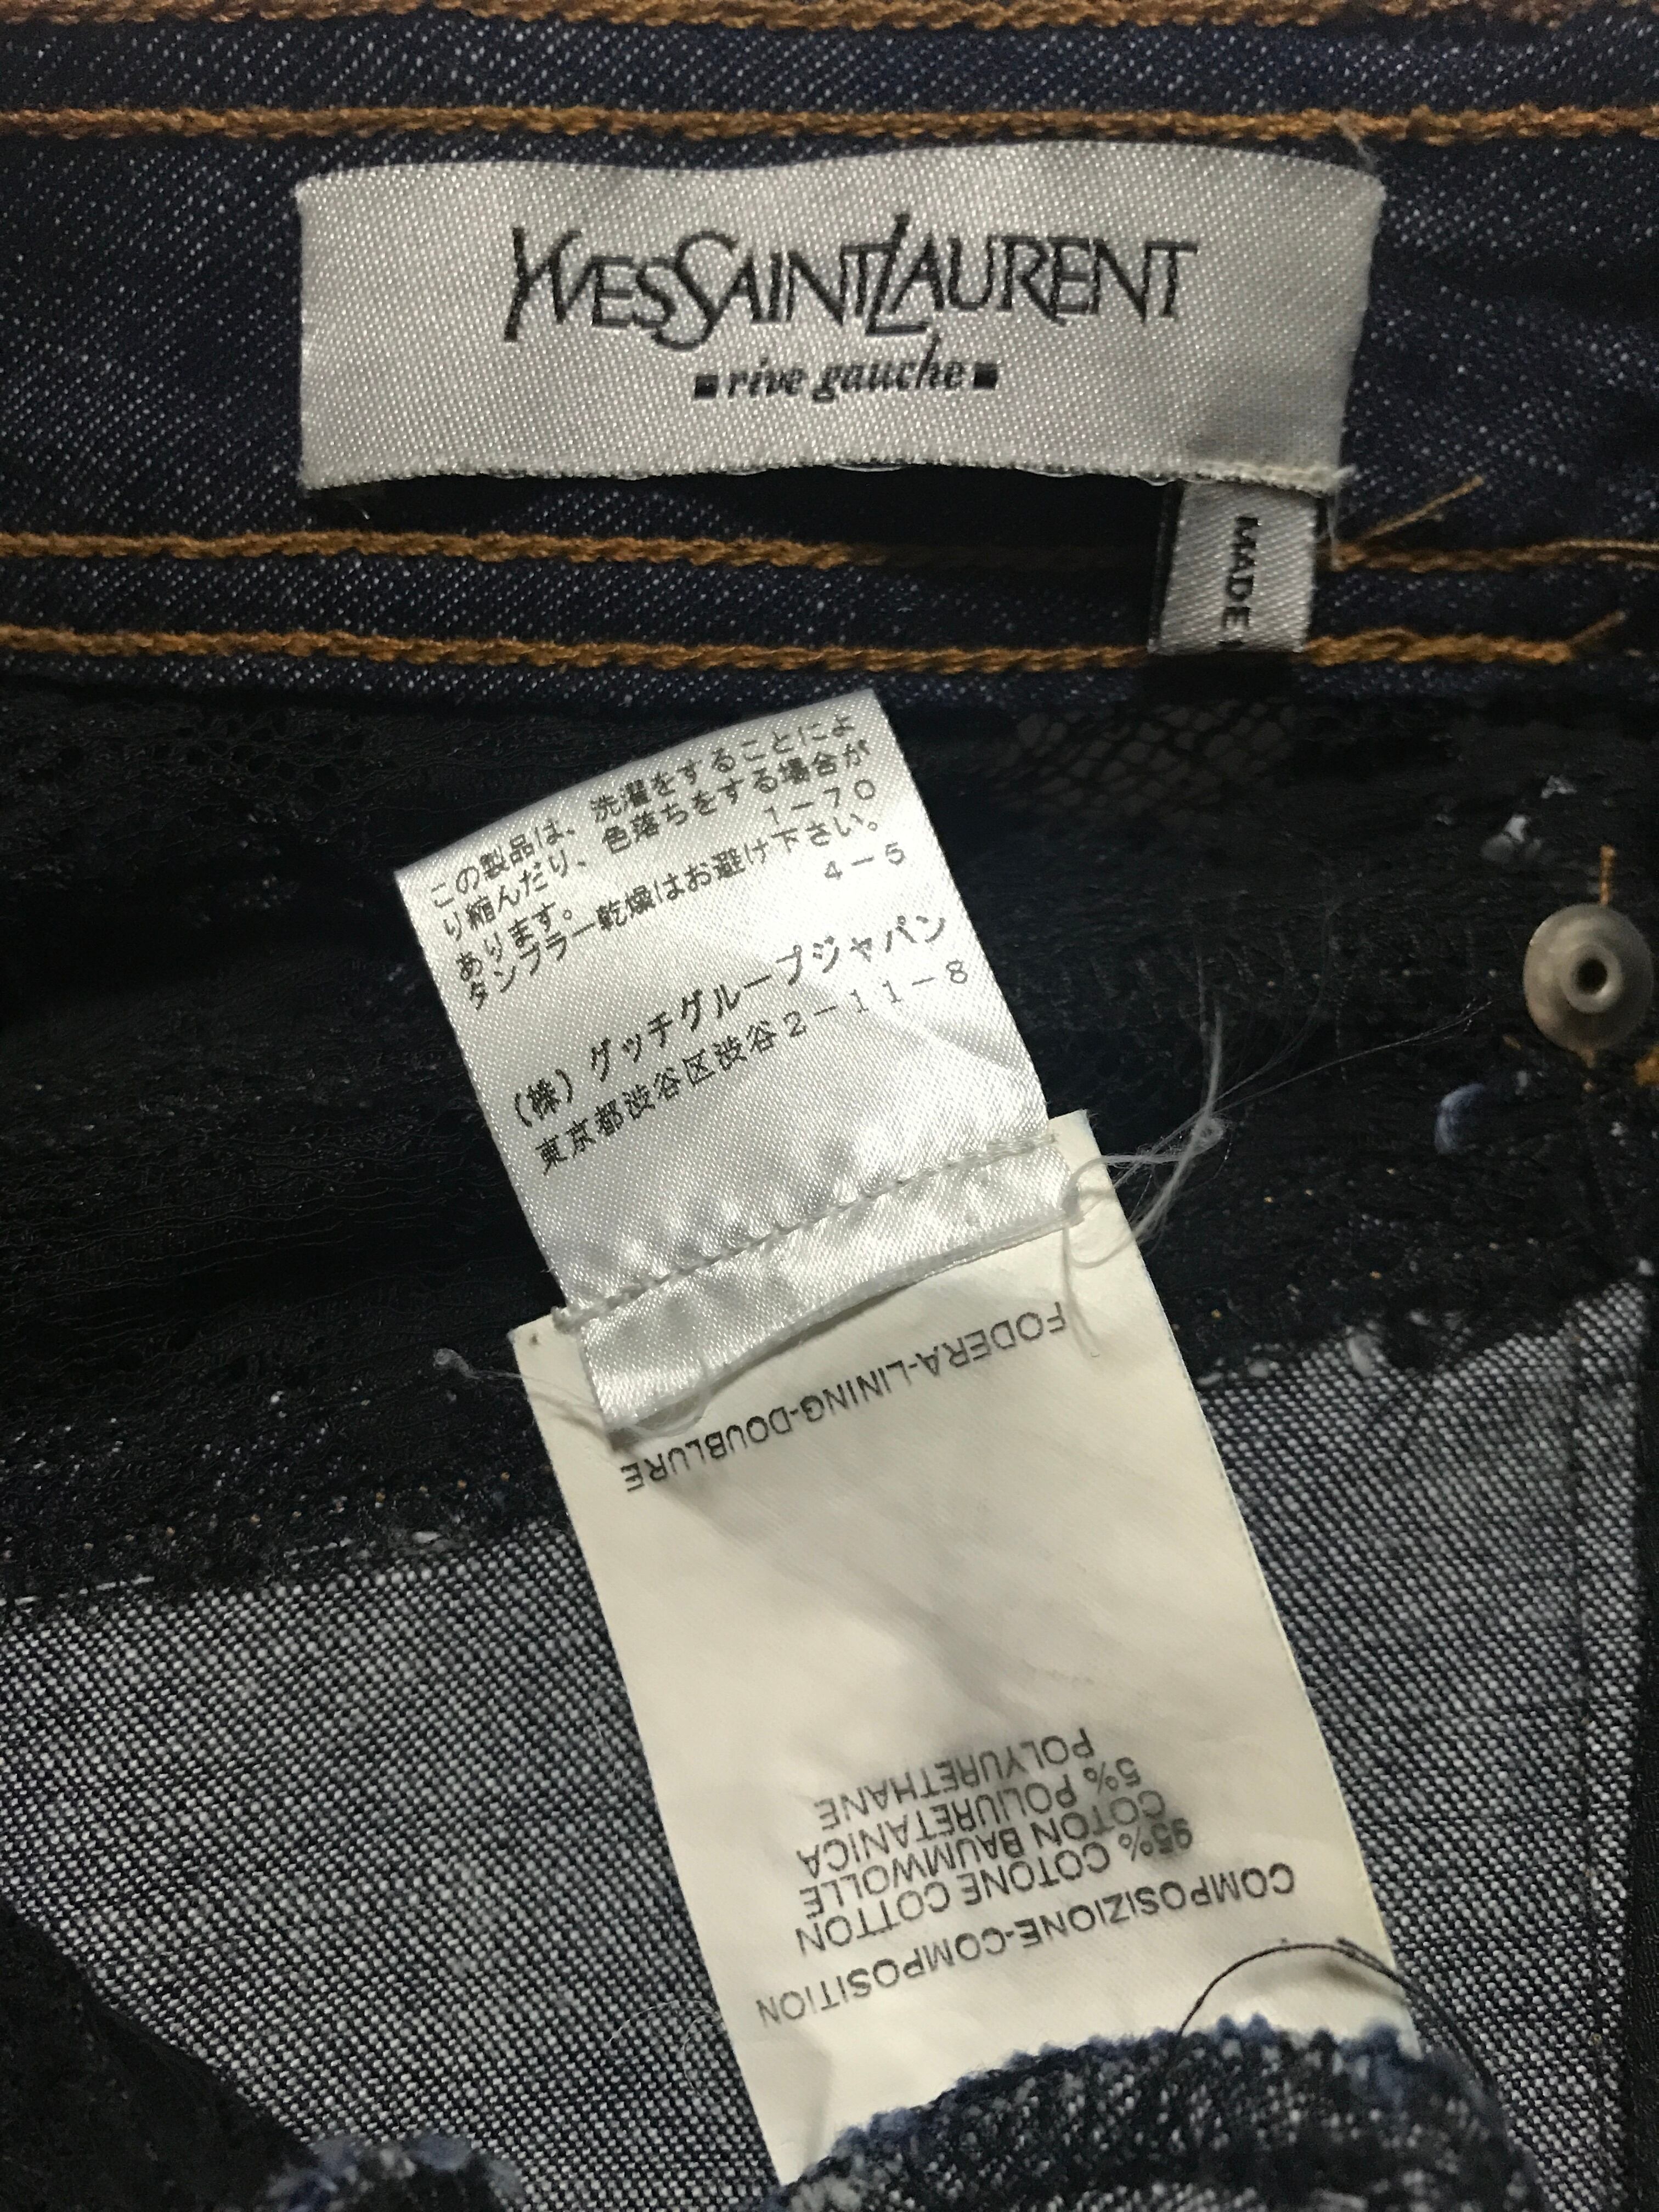 YVESSAINTLAURENT
rive gauche
MADE
この製品は、洗濯をすることによ
り縮んだり、色落ちをする場合が
あります。 1－70
タンブラー乾燥はお避け下さい。
4－5
(株)グッチグループジャパン
東京都渋谷区渋谷2－11－8
FODERA-LINING-DOUBLURE
COMPOSIZIONE-COMPOSITION
95% COTONE COTTON
COTON BAUMWOLLE
5% POLIURETANICA
POLYURETHANE